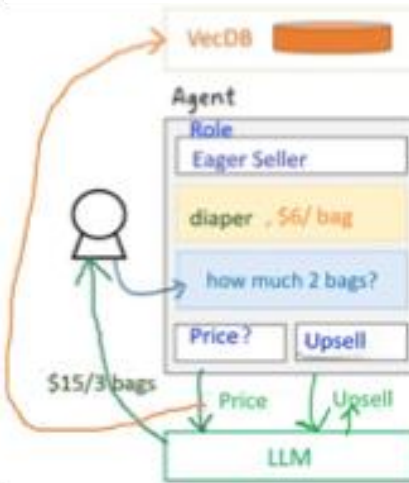 VecDB
Agent
Role
Eager Seller
diaper , $6/ bag
how much 2 bags?
Price? Upsell
$15/3 bags Price Upsell
LLM